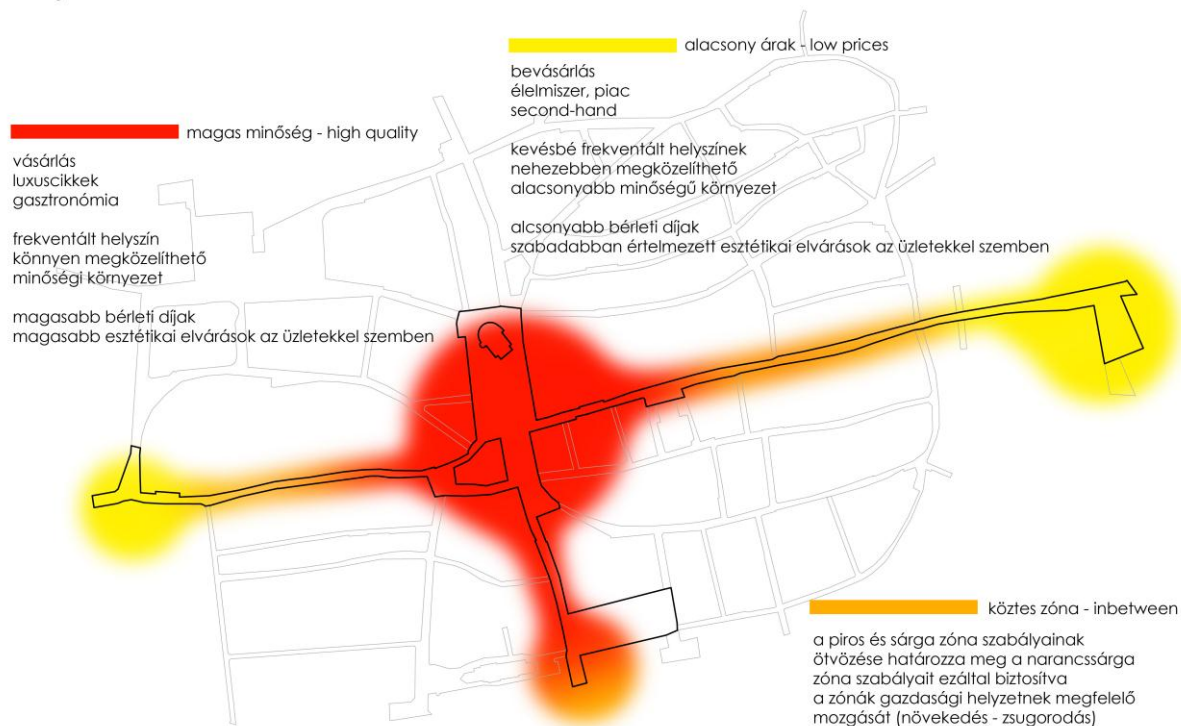 alacsony árak - low prices
bevásárlás
élelmiszer, piac
second-hand
kevésbé frekventált helyszínek
nehezebben megközelíthető
alacsonyabb minőségű környezet
alcsonyabb bérleti díjak
szabadabban értelmezett esztétikai elvárások az üzletekkel szemben
magas minőség - high quality
vásárlás
luxuscikkek
gasztronómia
frekventált helyszín
könnyen megközelíthető
minőségi környezet
magasabb bérleti díjak
magasabb esztétikai elvárások az üzletekkel szemben
köztes zóna - inbetween
a piros és sárga zóna szabályainak
ötvözése határozza meg a narancssárga
zóna szabályait ezáltal biztosítva
a zónák gazdasági helyzetnek megfelelő
mozgását (növekedés - zsugorodás)